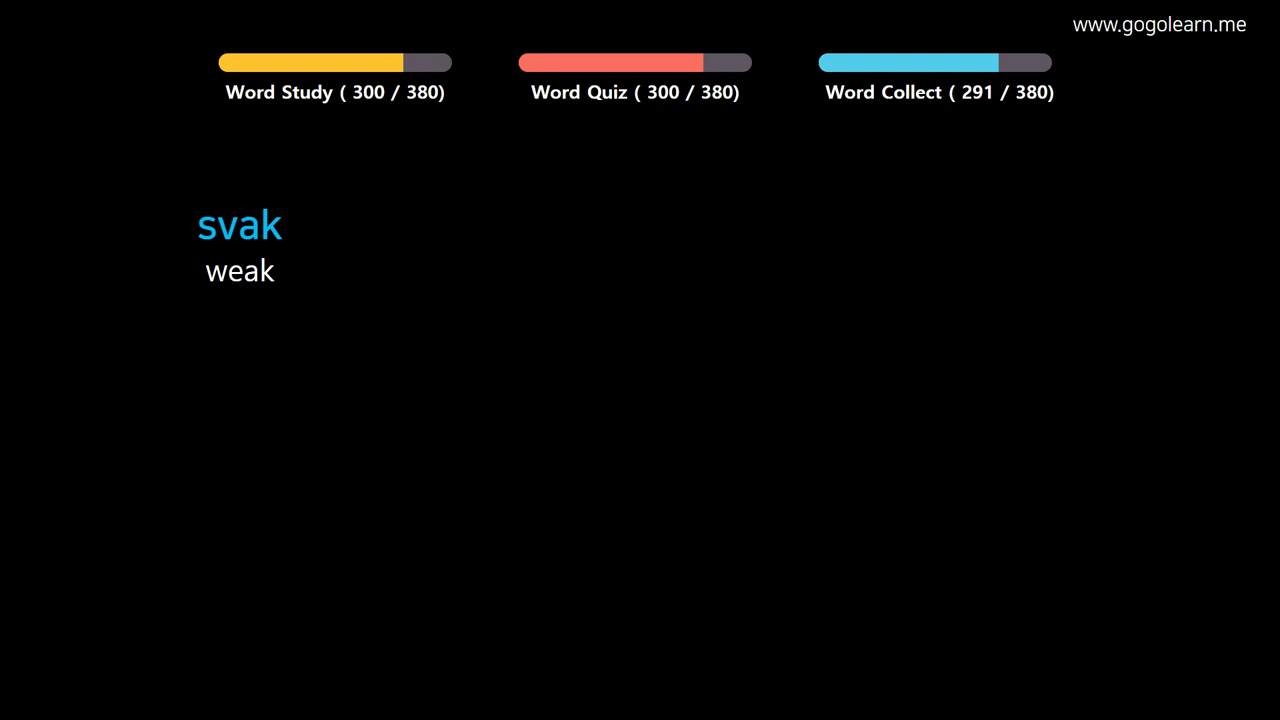 www.gogolearn.me
Word Study ( 300 / 380)
Word Quiz ( 300 / 380)
Word Collect ( 291 / 380)
svak
weak